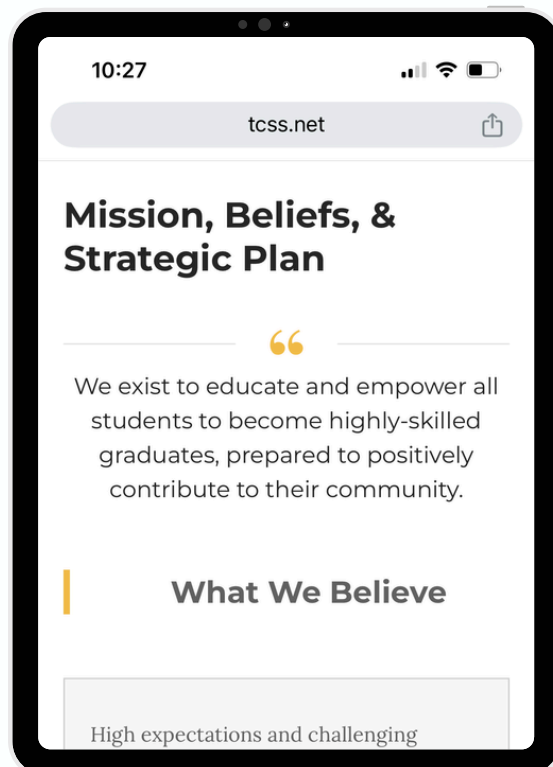 10:27
tcss.net
Mission, Beliefs, &
Strategic Plan
“
We exist to educate and empower all
students to become highly-skilled
graduates, prepared to positively
contribute to their community.
What We Believe
High expectations and challenging